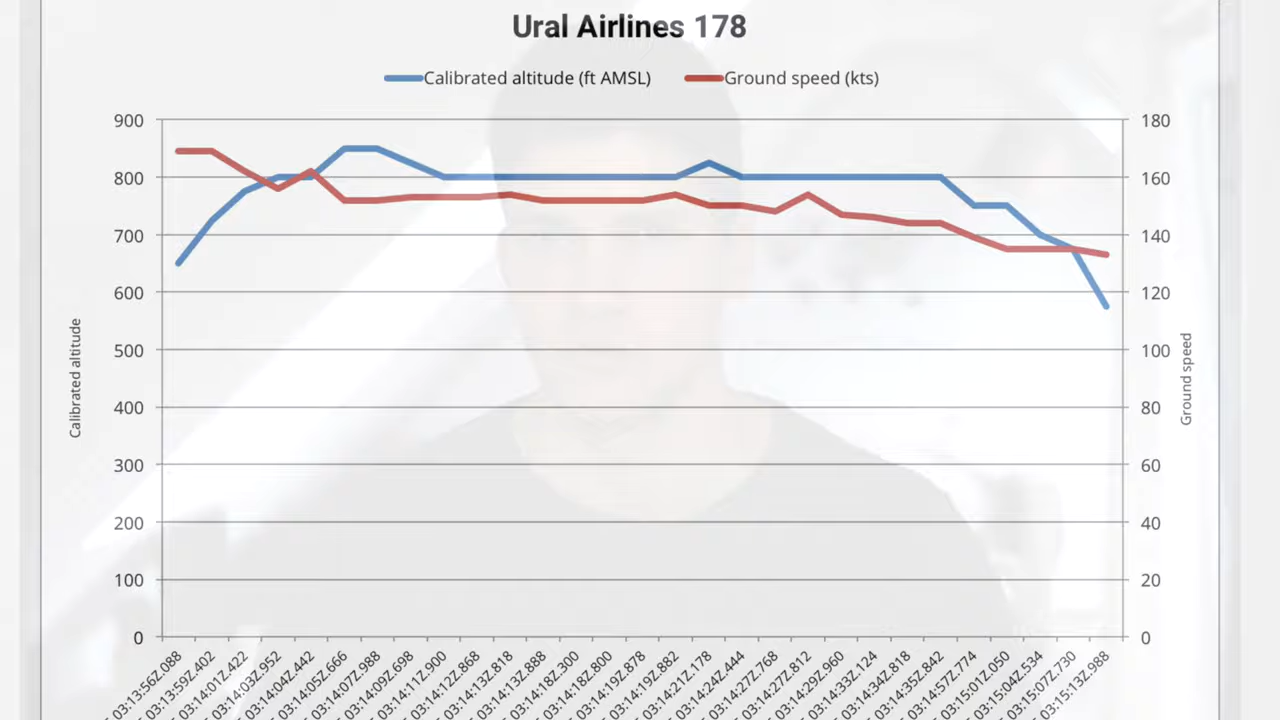 Ural Airlines 178
Calibrated altitude (ft AMSL) Ground speed (kts)
900 180
800 160
700 140
600 120
500 100
400 80
300 60
200 40
100 20
0 0
Calibrated altitude
Ground speed
03:13:56Z.088
03:13:59Z.402
03:14:01Z.422
03:14:03Z.952
03:14:04Z.442
03:14:05Z.666
03:14:07Z.988
03:14:09Z.698
03:14:11Z.900
03:14:12Z.868
03:14:13Z.818
03:14:13Z.888
03:14:18Z.300
03:14:18Z.800
03:14:19Z.878
03:14:19Z.882
03:14:21Z.178
03:14:24Z.444
03:14:27Z.768
03:14:27Z.812
03:14:29Z.960
03:14:33Z.124
03:14:34Z.818
03:14:35Z.842
03:14:57Z.774
03:15:01Z.050
03:15:04Z.534
03:15:07Z.730
03:15:13Z.988